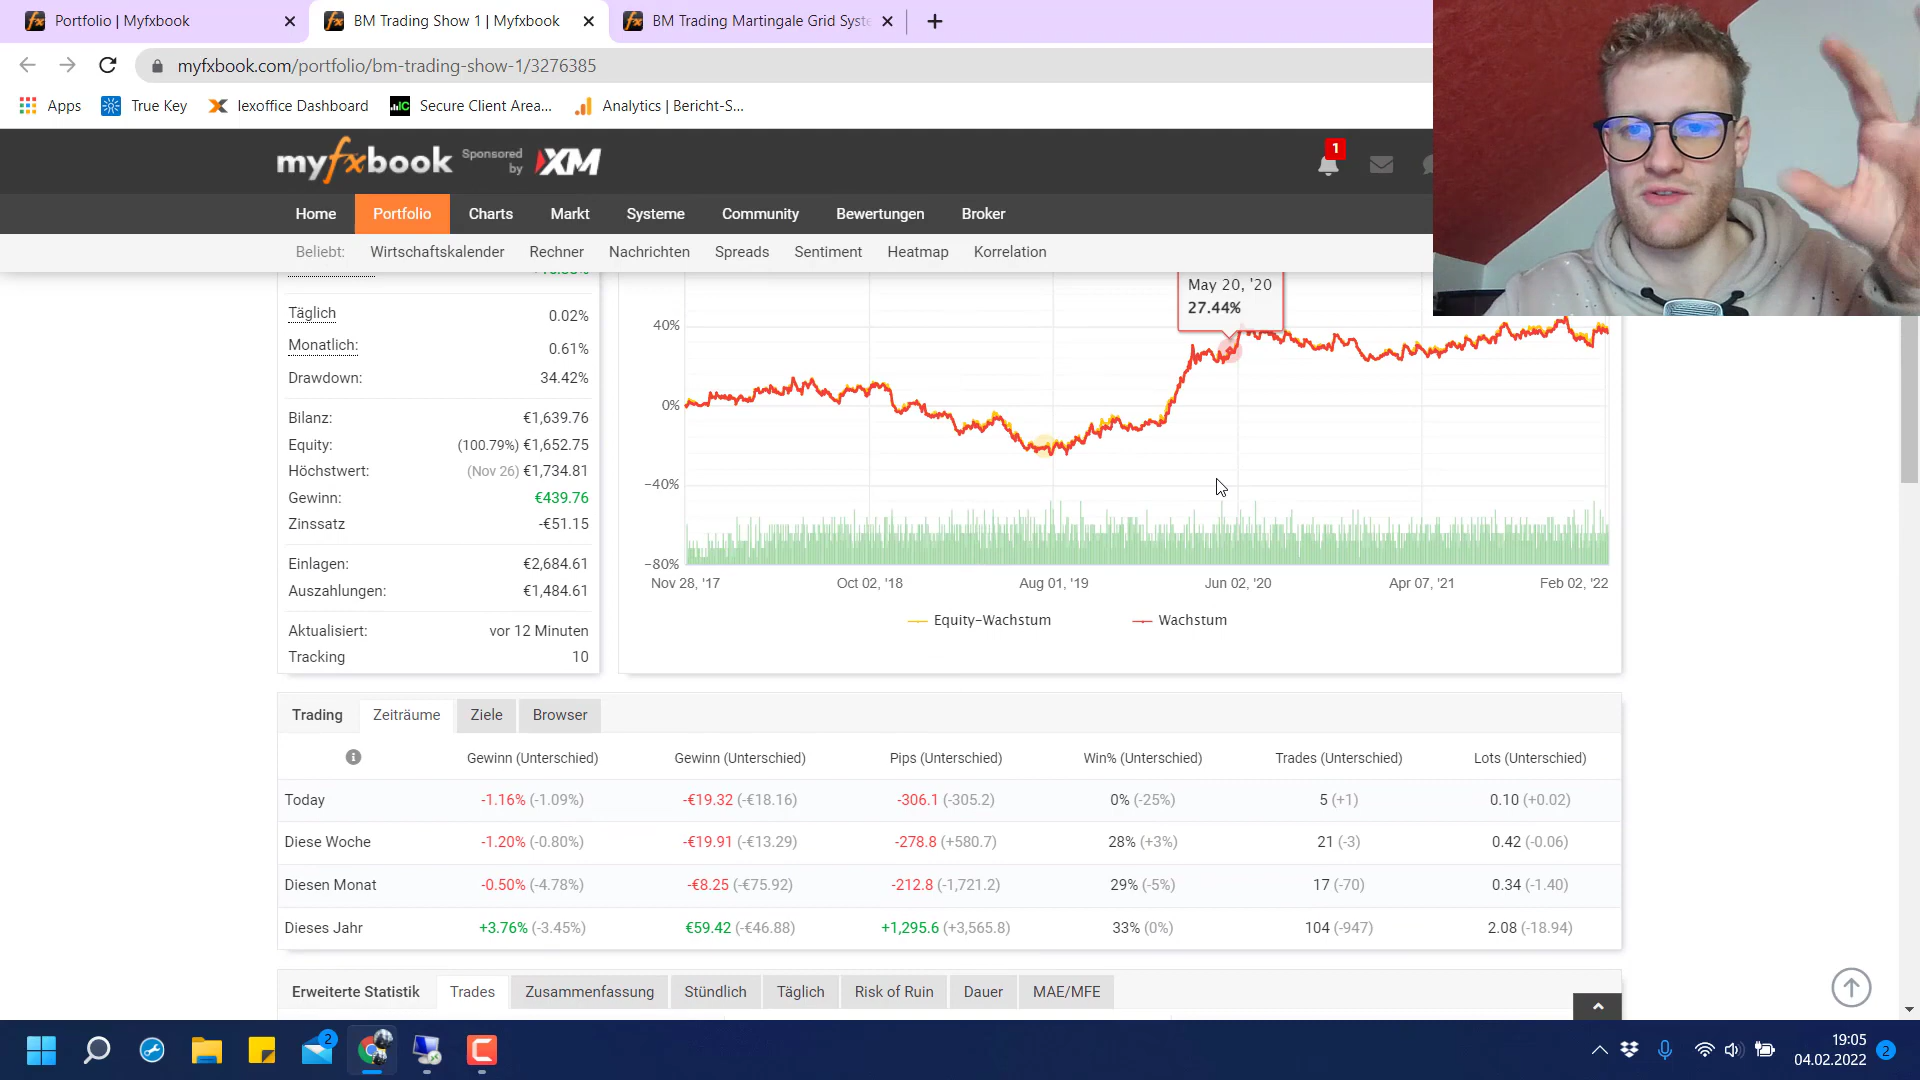 Portfolio | Myfxbook
BM Trading Show 1 | Myfxbook
BM Trading Martingale Grid Syste
myfxbook.com/portfolio/bm-trading-show-1/3276385
Apps
True Key
lexoffice Dashboard
Secure Client Area...
Analytics | Bericht-S...
myfxbook Sponsored by XM
1
Home
Portfolio
Charts
Markt
Systeme
Community
Bewertungen
Broker
Beliebt:
Wirtschaftskalender
Rechner
Nachrichten
Spreads
Sentiment
Heatmap
Korrelation
Täglich 0.02%
Monatlich: 0.61%
Drawdown: 34.42%
Bilanz: €1,639.76
Equity: (100.79%) €1,652.75
Höchstwert: (Nov 26) €1,734.81
Gewinn: €439.76
Zinssatz -€51.15
Einlagen: €2,684.61
Auszahlungen: €1,484.61
Aktualisiert: vor 12 Minuten
Tracking 10
May 20, '20
27.44%
40%
0%
-40%
-80%
Nov 28, '17
Oct 02, '18
Aug 01, '19
Jun 02, '20
Apr 07, '21
Feb 02, '22
Equity-Wachstum
Wachstum
Trading
Zeiträume
Ziele
Browser
Gewinn (Unterschied) Gewinn (Unterschied) Pips (Unterschied) Win% (Unterschied) Trades (Unterschied) Lots (Unterschied)
Today -1.16% (-1.09%) -€19.32 (-€18.16) -306.1 (-305.2) 0% (-25%) 5 (+1) 0.10 (+0.02)
Diese Woche -1.20% (-0.80%) -€19.91 (-€13.29) -278.8 (+580.7) 28% (+3%) 21 (-3) 0.42 (-0.06)
Diesen Monat -0.50% (-4.78%) -€8.25 (-€75.92) -212.8 (-1,721.2) 29% (-5%) 17 (-70) 0.34 (-1.40)
Dieses Jahr +3.76% (-3.45%) €59.42 (-€46.88) +1,295.6 (+3,565.8) 33% (0%) 104 (-947) 2.08 (-18.94)
Erweiterte Statistik
Trades
Zusammenfassung
Stündlich
Täglich
Risk of Ruin
Dauer
MAE/MFE
2
19:05
04.02.2022
2